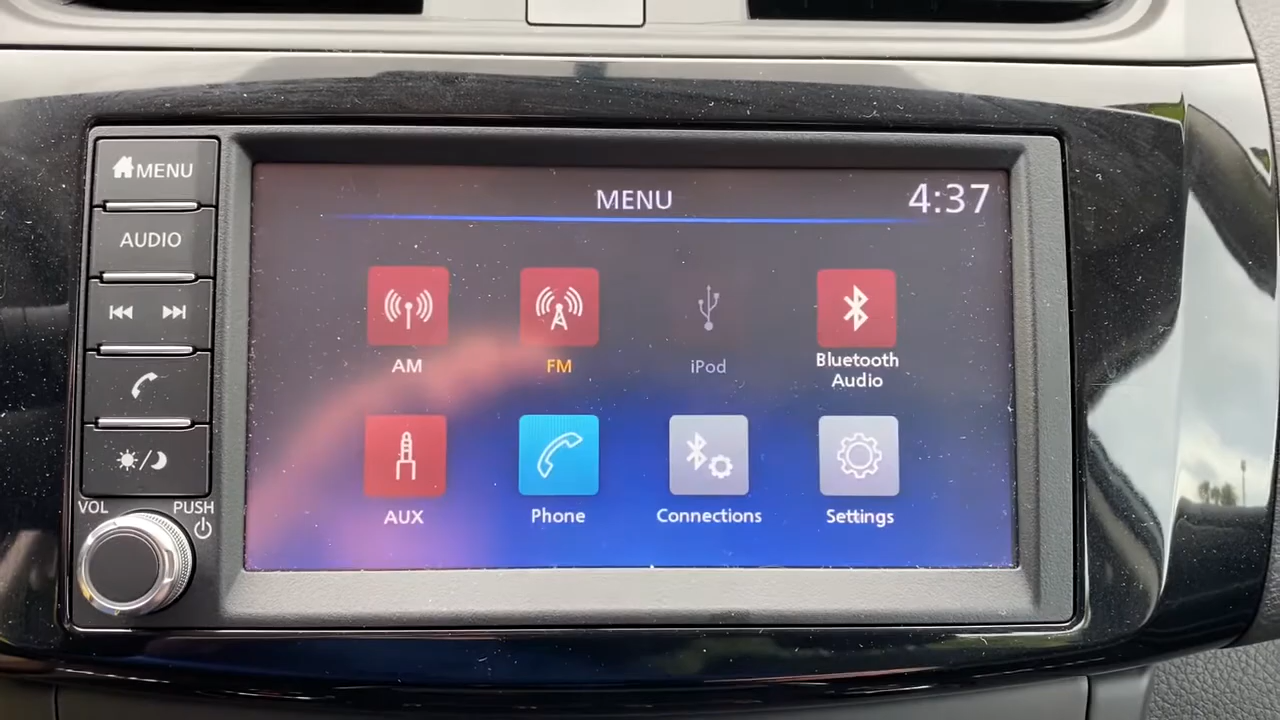 MENU
AUDIO
VOL
PUSH
MENU
4:37
AM
FM
iPod
Bluetooth
Audio
AUX
Phone
Connections
Settings